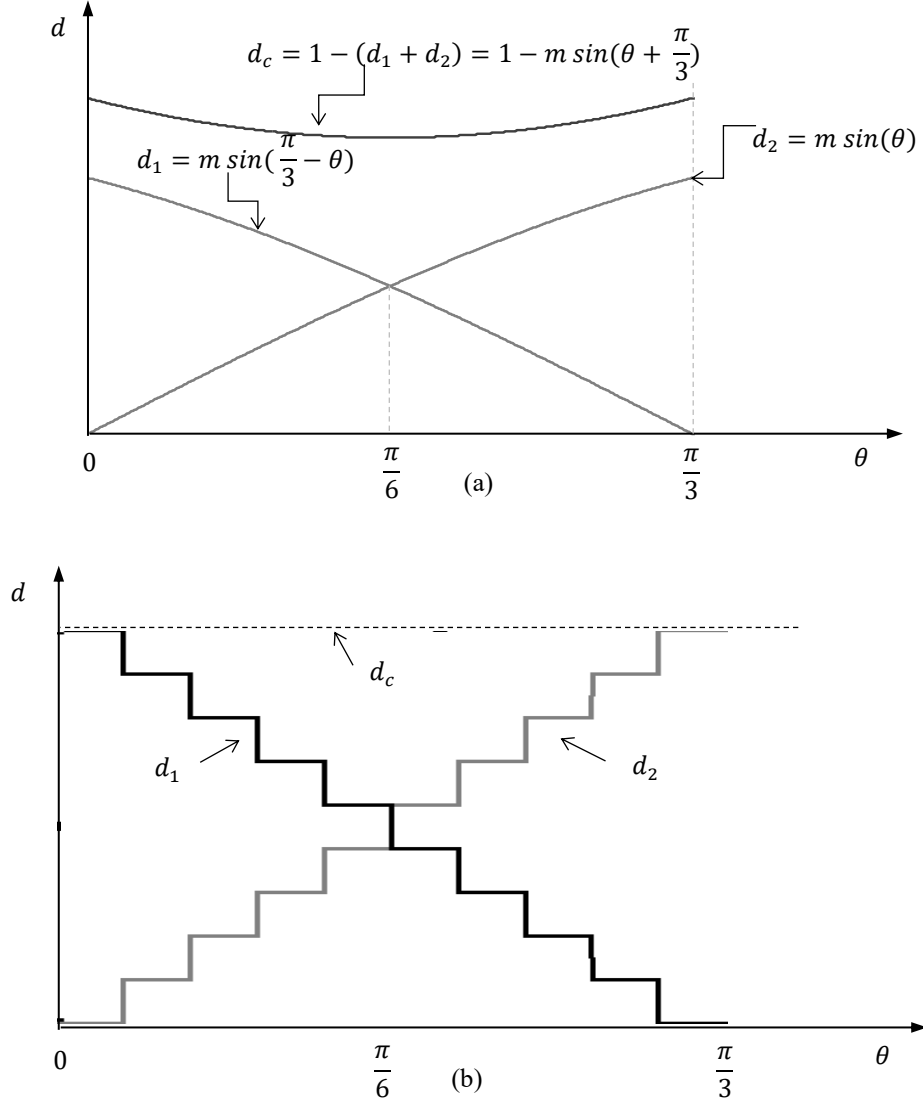 d
d_c = 1 − (d_1 + d_2) = 1 − m sin(θ + π/3)
d_1 = m sin(π/3 − θ)
d_2 = m sin(θ)
0
π/6
π/3
θ
(a)
d
d_c
d_1
d_2
0
π/6
π/3
θ
(b)